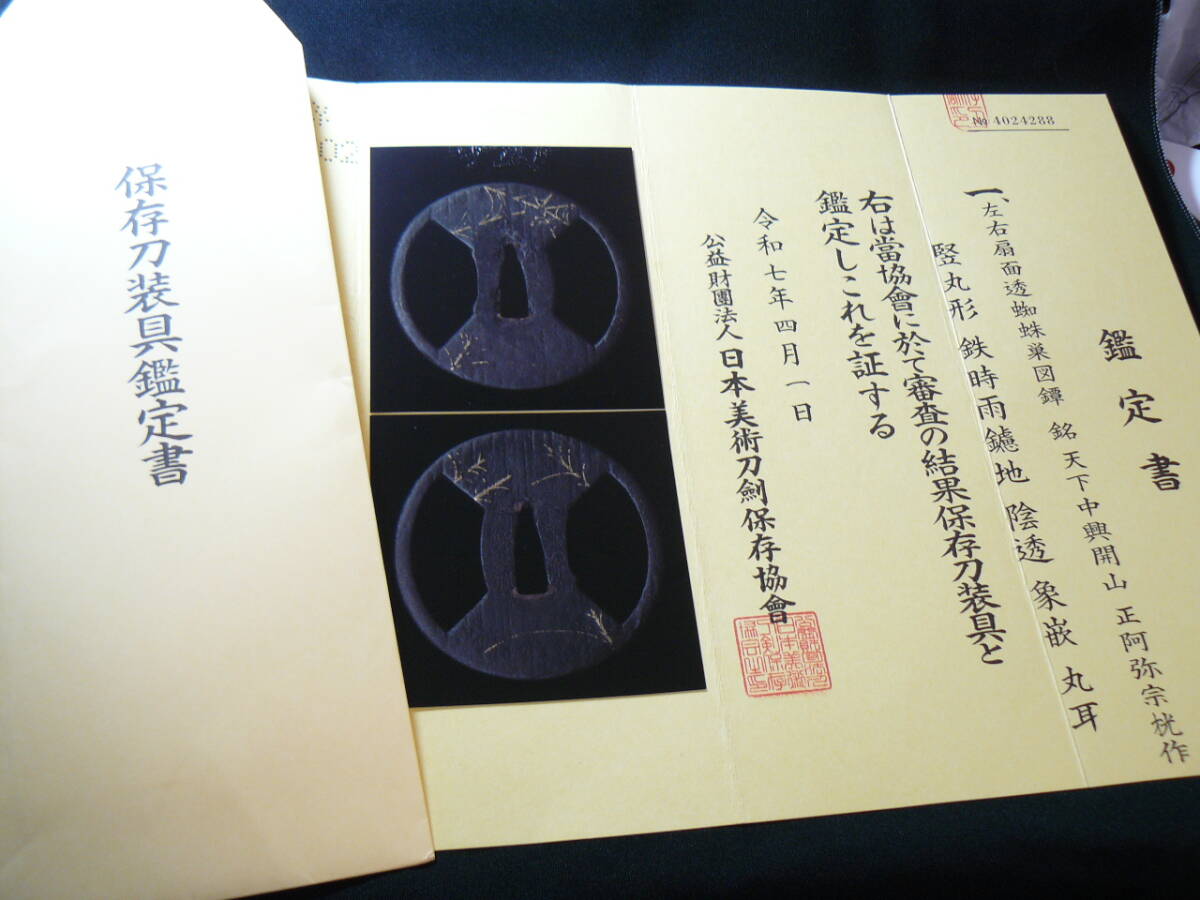 保存刀装具鑑定書
№ 4024288
鑑定書
一、左右扇面透蜘蛛巣図鐔 銘 天下中興開山 正阿弥宗桄作
竪丸形 鉄時雨鑢地 陰透 象嵌 丸耳
右は當協會に於て審査の結果保存刀装具と
鑑定しこれを証する
令和七年四月一日
公益財團法人 日本美術刀劍保存協會